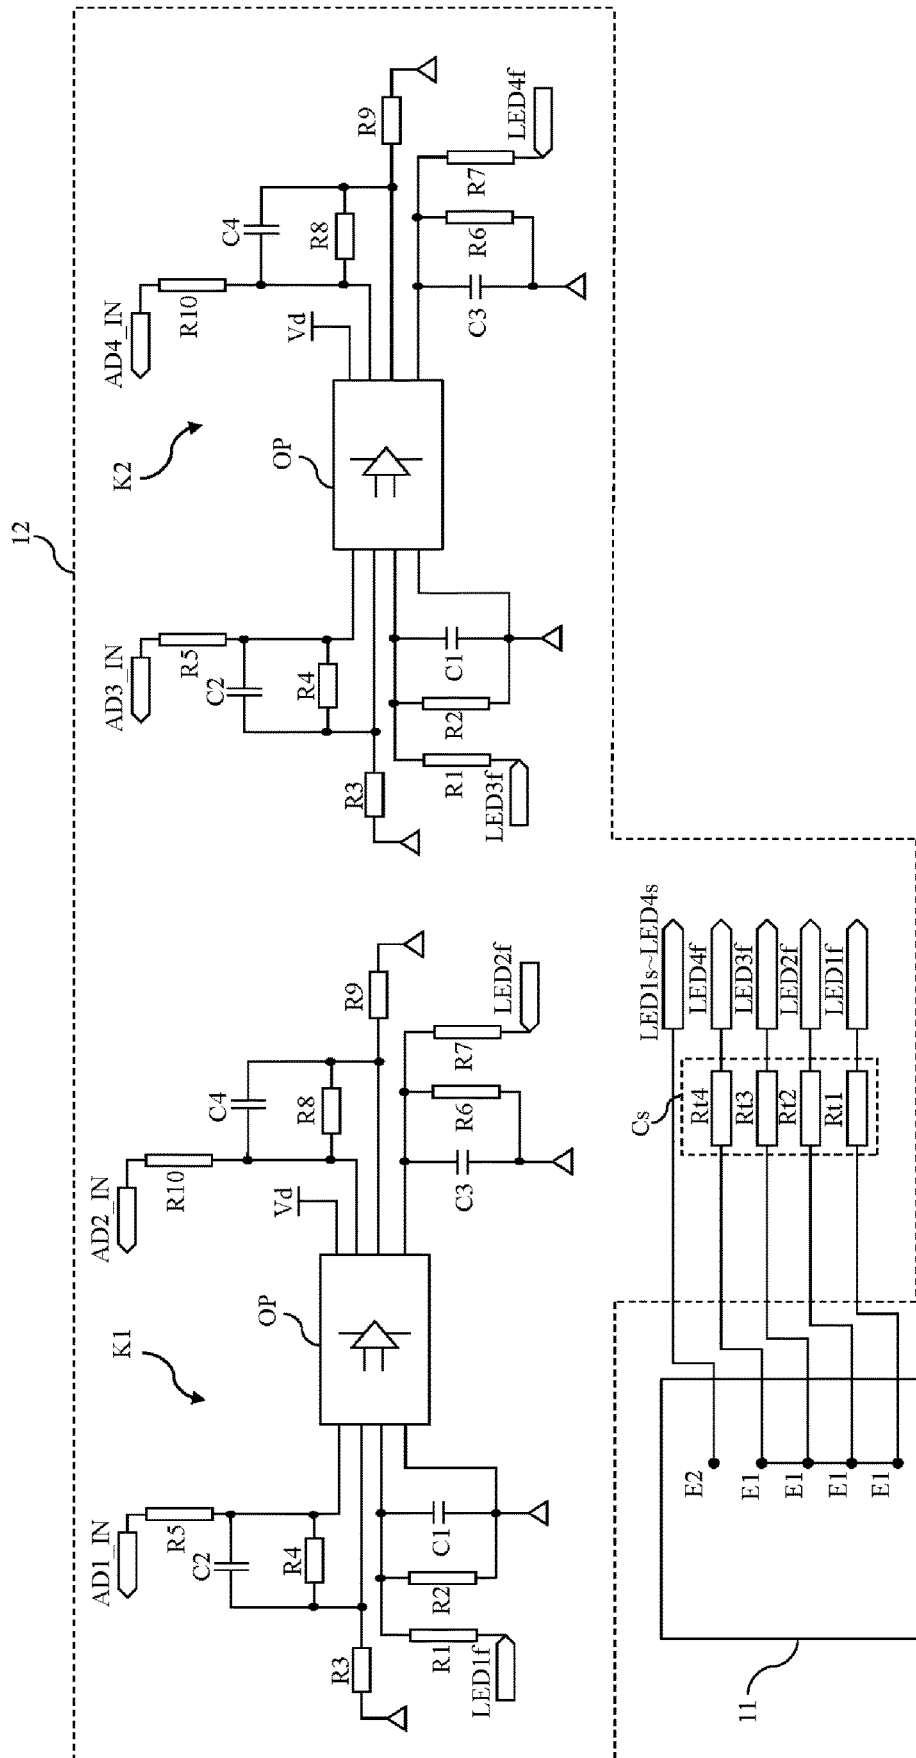 12
K1
K2
AD1_IN
R5
C2
R4
R3
R1
R2
C1
LED1f
OP
Vd
AD2_IN
R10
C4
R8
R9
C3
R6
R7
LED2f
AD3_IN
R5
C2
R4
R3
R1
R2
C1
LED3f
OP
Vd
AD4_IN
R10
C4
R8
R9
C3
R6
R7
LED4f
11
E2
E1
E1
E1
E1
Cs
Rt4
Rt3
Rt2
Rt1
LED1s~LED4s
LED4f
LED3f
LED2f
LED1f